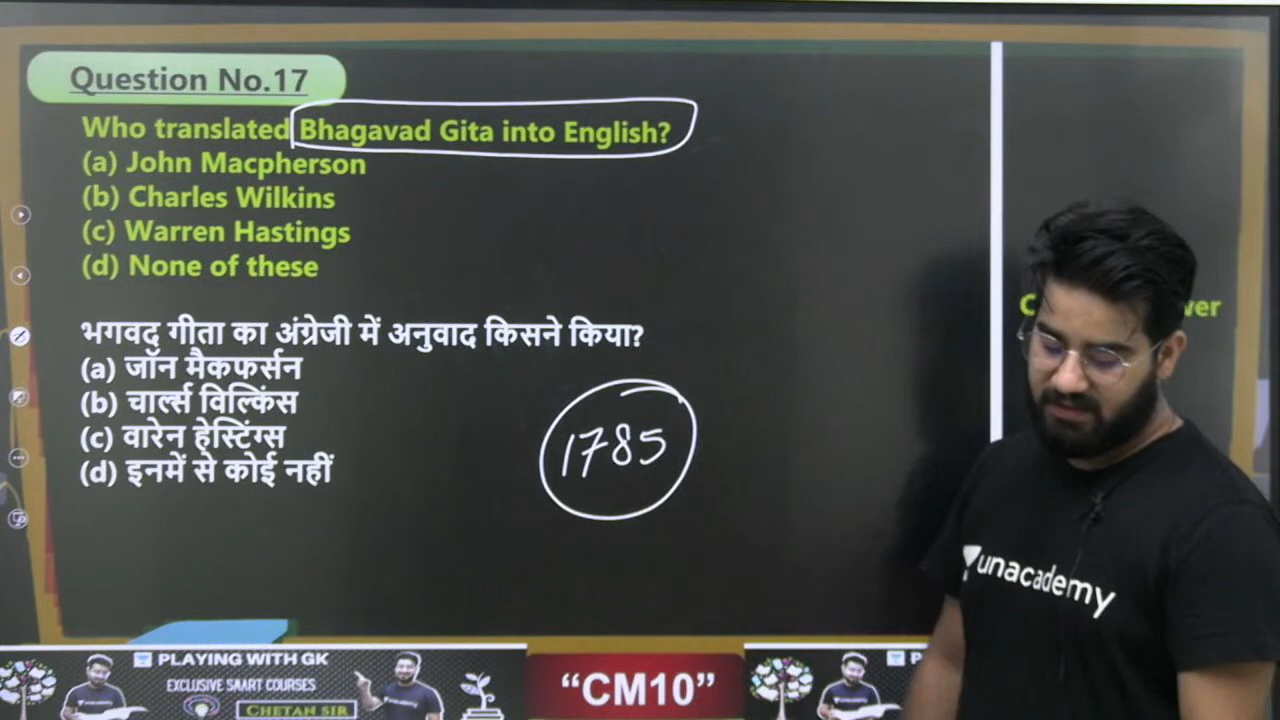 Question No.17
Who translated Bhagavad Gita into English?
(a) John Macpherson
(b) Charles Wilkins
(c) Warren Hastings
(d) None of these
भगवद गीता का अंग्रेजी में अनुवाद किसने किया?
(a) जॉन मैकफर्सन
(b) चार्ल्स विल्किंस
(c) वारेन हेस्टिंग्स
(d) इनमें से कोई नहीं
1785
unacademy
PLAYING WITH GK
EXCLUSIVE SAART COURSES
CHETAN SIR
“CM10”